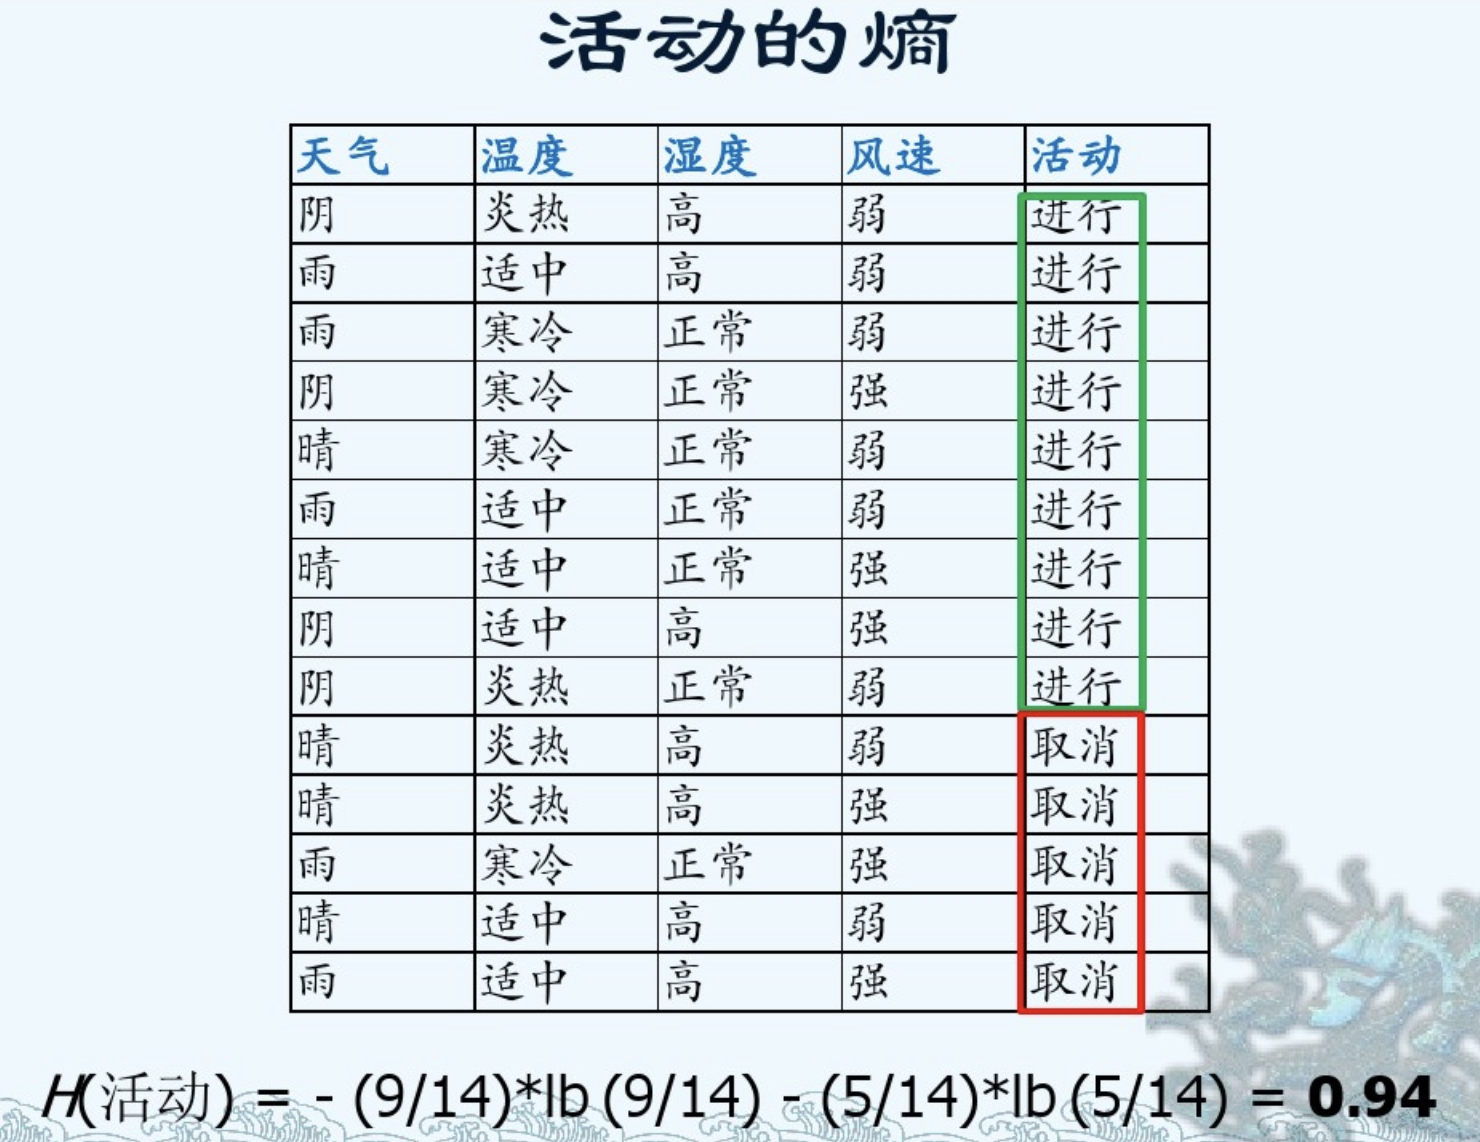 活动的熵
天气 温度 湿度 风速 活动
阴 炎热 高 弱 进行
雨 适中 高 弱 进行
雨 寒冷 正常 弱 进行
阴 寒冷 正常 强 进行
晴 寒冷 正常 弱 进行
雨 适中 正常 弱 进行
晴 适中 正常 强 进行
阴 适中 高 强 进行
阴 炎热 正常 弱 进行
晴 炎热 高 弱 取消
晴 炎热 高 强 取消
雨 寒冷 正常 强 取消
晴 适中 高 弱 取消
雨 适中 高 强 取消
H(活动) = - (9/14)*lb (9/14) - (5/14)*lb (5/14) = 0.94